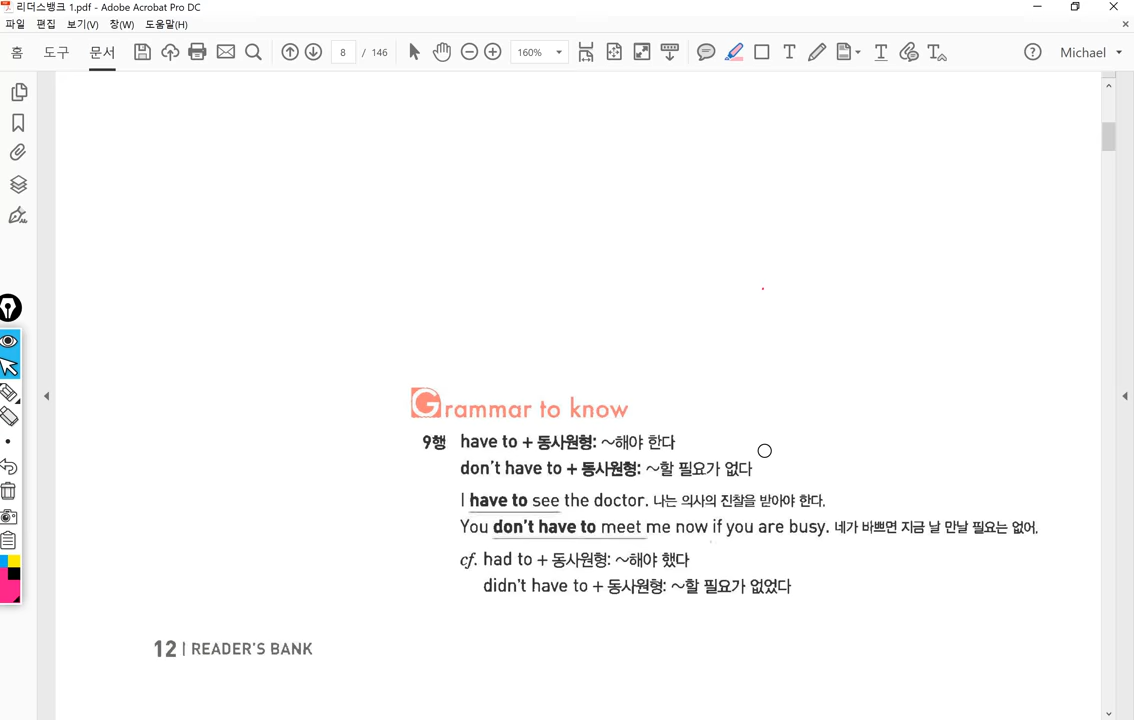 리더스뱅크 1.pdf - Adobe Acrobat Pro DC
파일 편집 보기(V) 창(W) 도움말(H)
홈 도구 문서 8 / 146 160% T T T Michael
Grammar to know
9행 have to + 동사원형: ～해야 한다
don't have to + 동사원형: ～할 필요가 없다
I have to see the doctor. 나는 의사의 진찰을 받아야 한다.
You don't have to meet me now if you are busy. 네가 바쁘면 지금 날 만날 필요는 없어.
cf. had to + 동사원형: ～해야 했다
didn't have to + 동사원형: ～할 필요가 없었다
12 | READER'S BANK